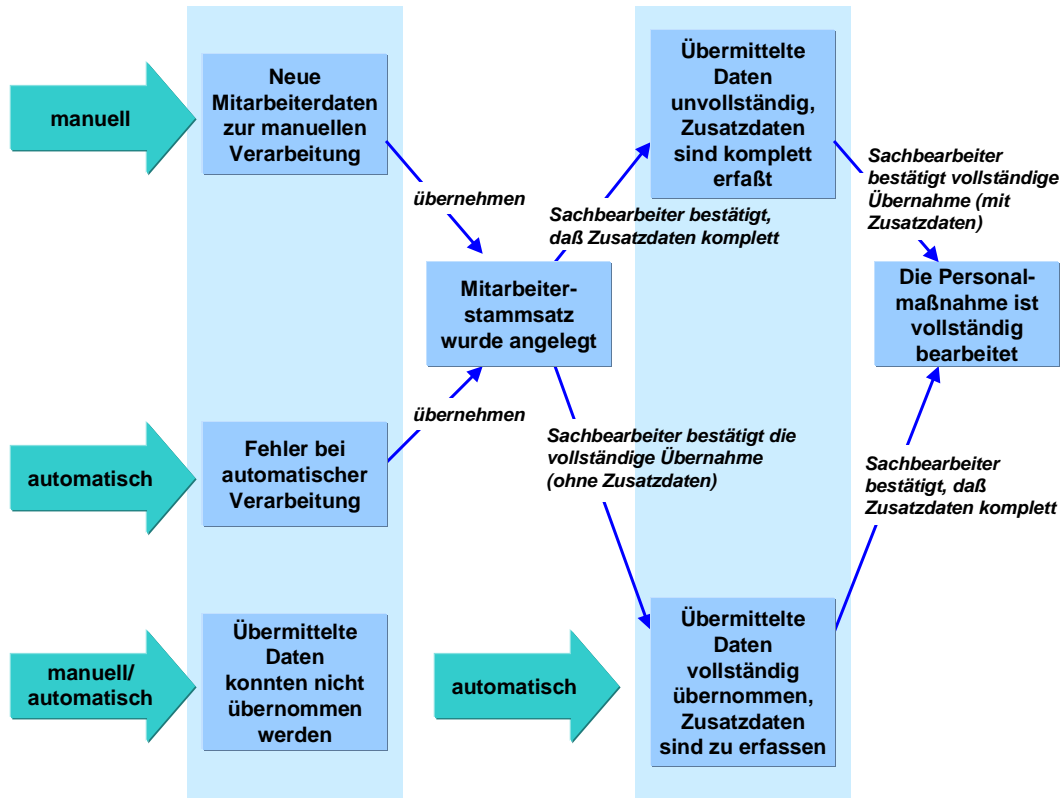 manuell
Neue
Mitarbeiterdaten
zur manuellen
Verarbeitung
übernehmen
Übermittelte
Daten
unvollständig,
Zusatzdaten
sind komplett
erfaßt
Sachbearbeiter bestätigt,
daß Zusatzdaten komplett
Sachbearbeiter
bestätigt vollständige
Übernahme (mit
Zusatzdaten)
Mitarbeiter-
stammsatz
wurde angelegt
Die Personal-
maßnahme ist
vollständig
bearbeitet
automatisch
Fehler bei
automatischer
Verarbeitung
übernehmen
Sachbearbeiter bestätigt die
vollständige Übernahme
(ohne Zusatzdaten)
Sachbearbeiter
bestätigt, daß
Zusatzdaten komplett
manuell/
automatisch
Übermittelte
Daten
konnten nicht
übernommen
werden
automatisch
Übermittelte
Daten
vollständig
übernommen,
Zusatzdaten
sind zu erfassen